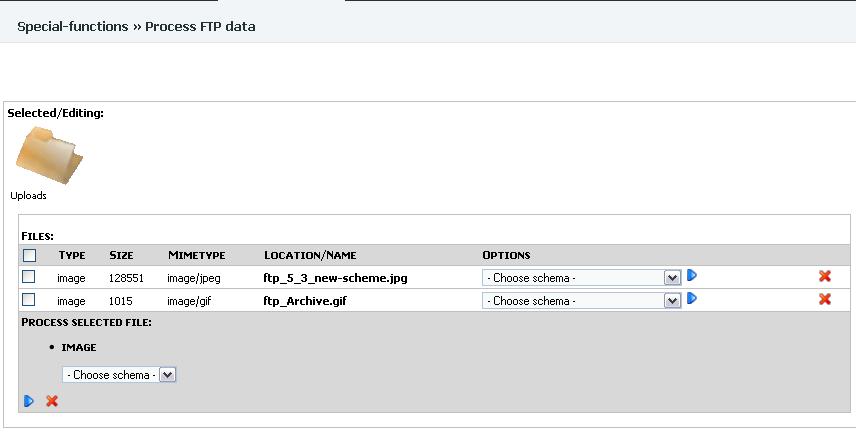 Special-functions » Process FTP data
Selected/Editing:
Uploads
FILES:
TYPE SIZE MIMETYPE LOCATION/NAME OPTIONS
image 128551 image/jpeg ftp_5_3_new-scheme.jpg - Choose schema -
image 1015 image/gif ftp_Archive.gif - Choose schema -
PROCESS SELECTED FILE:
• IMAGE
- Choose schema -